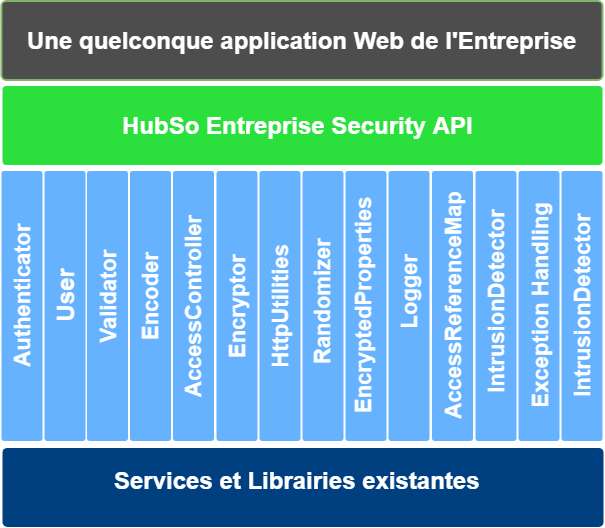 Une quelconque application Web de l'Entreprise
HubSo Entreprise Security API
Authenticator
User
Validator
Encoder
AccessController
Encryptor
HttpUtilities
Randomizer
EncryptedProperties
Logger
AccessReferenceMap
IntrusionDetector
Exception Handling
IntrusionDetector
Services et Librairies existantes